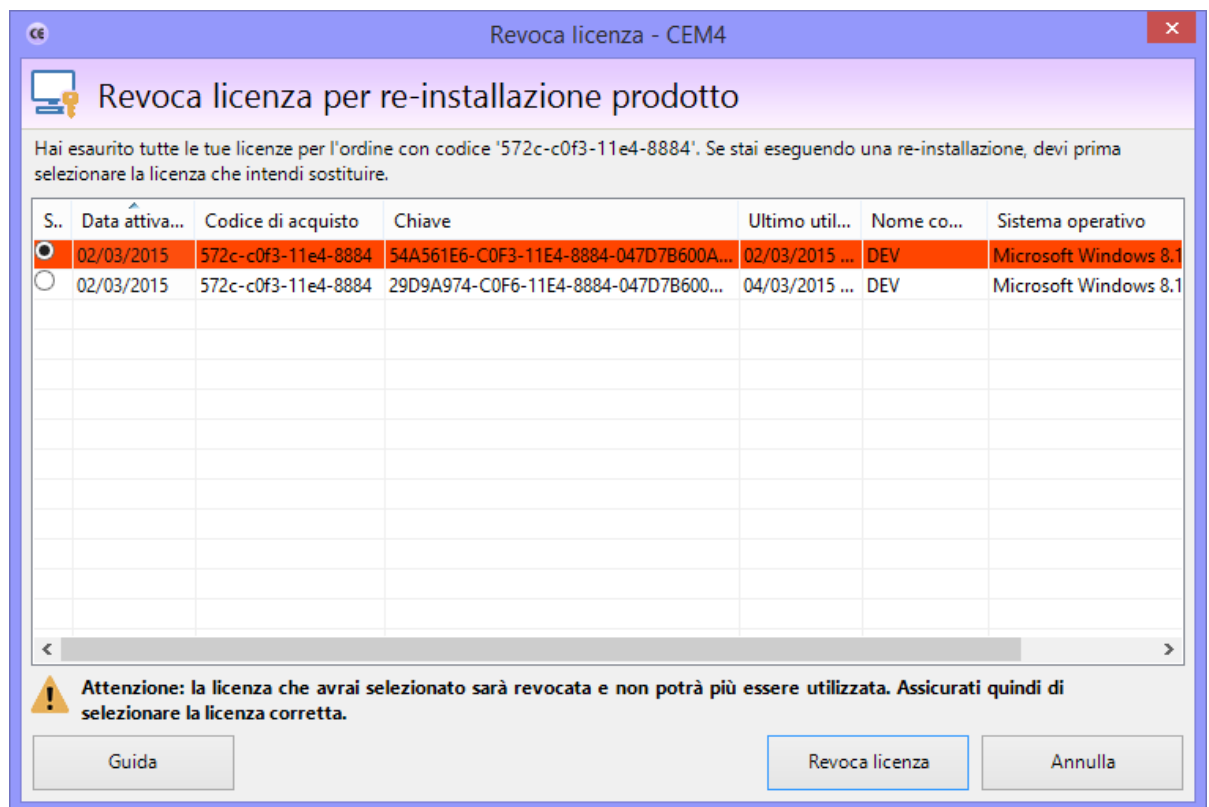 CE
Revoca licenza - CEM4
Revoca licenza per re-installazione prodotto
Hai esaurito tutte le tue licenze per l'ordine con codice '572c-c0f3-11e4-8884'. Se stai eseguendo una re-installazione, devi prima
selezionare la licenza che intendi sostituire.
S.. Data attiva... Codice di acquisto Chiave Ultimo util... Nome co... Sistema operativo
02/03/2015 572c-c0f3-11e4-8884 54A561E6-C0F3-11E4-8884-047D7B600A... 02/03/2015 ... DEV Microsoft Windows 8.1
02/03/2015 572c-c0f3-11e4-8884 29D9A974-C0F6-11E4-8884-047D7B600... 04/03/2015 ... DEV Microsoft Windows 8.1
Attenzione: la licenza che avrai selezionato sarà revocata e non potrà più essere utilizzata. Assicurati quindi di
selezionare la licenza corretta.
Guida Revoca licenza Annulla